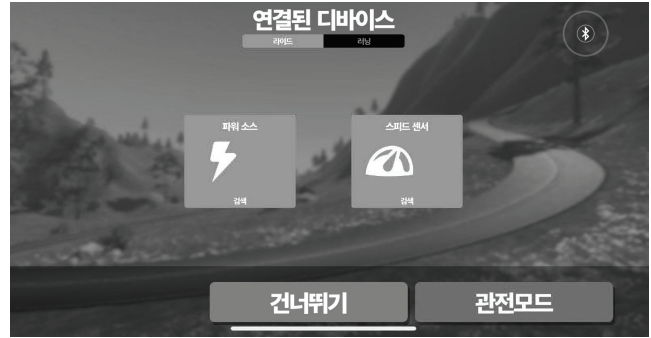 연결된 디바이스
라이드 러닝
파워 소스 스피드 센서
검색 검색
건너뛰기 관전모드